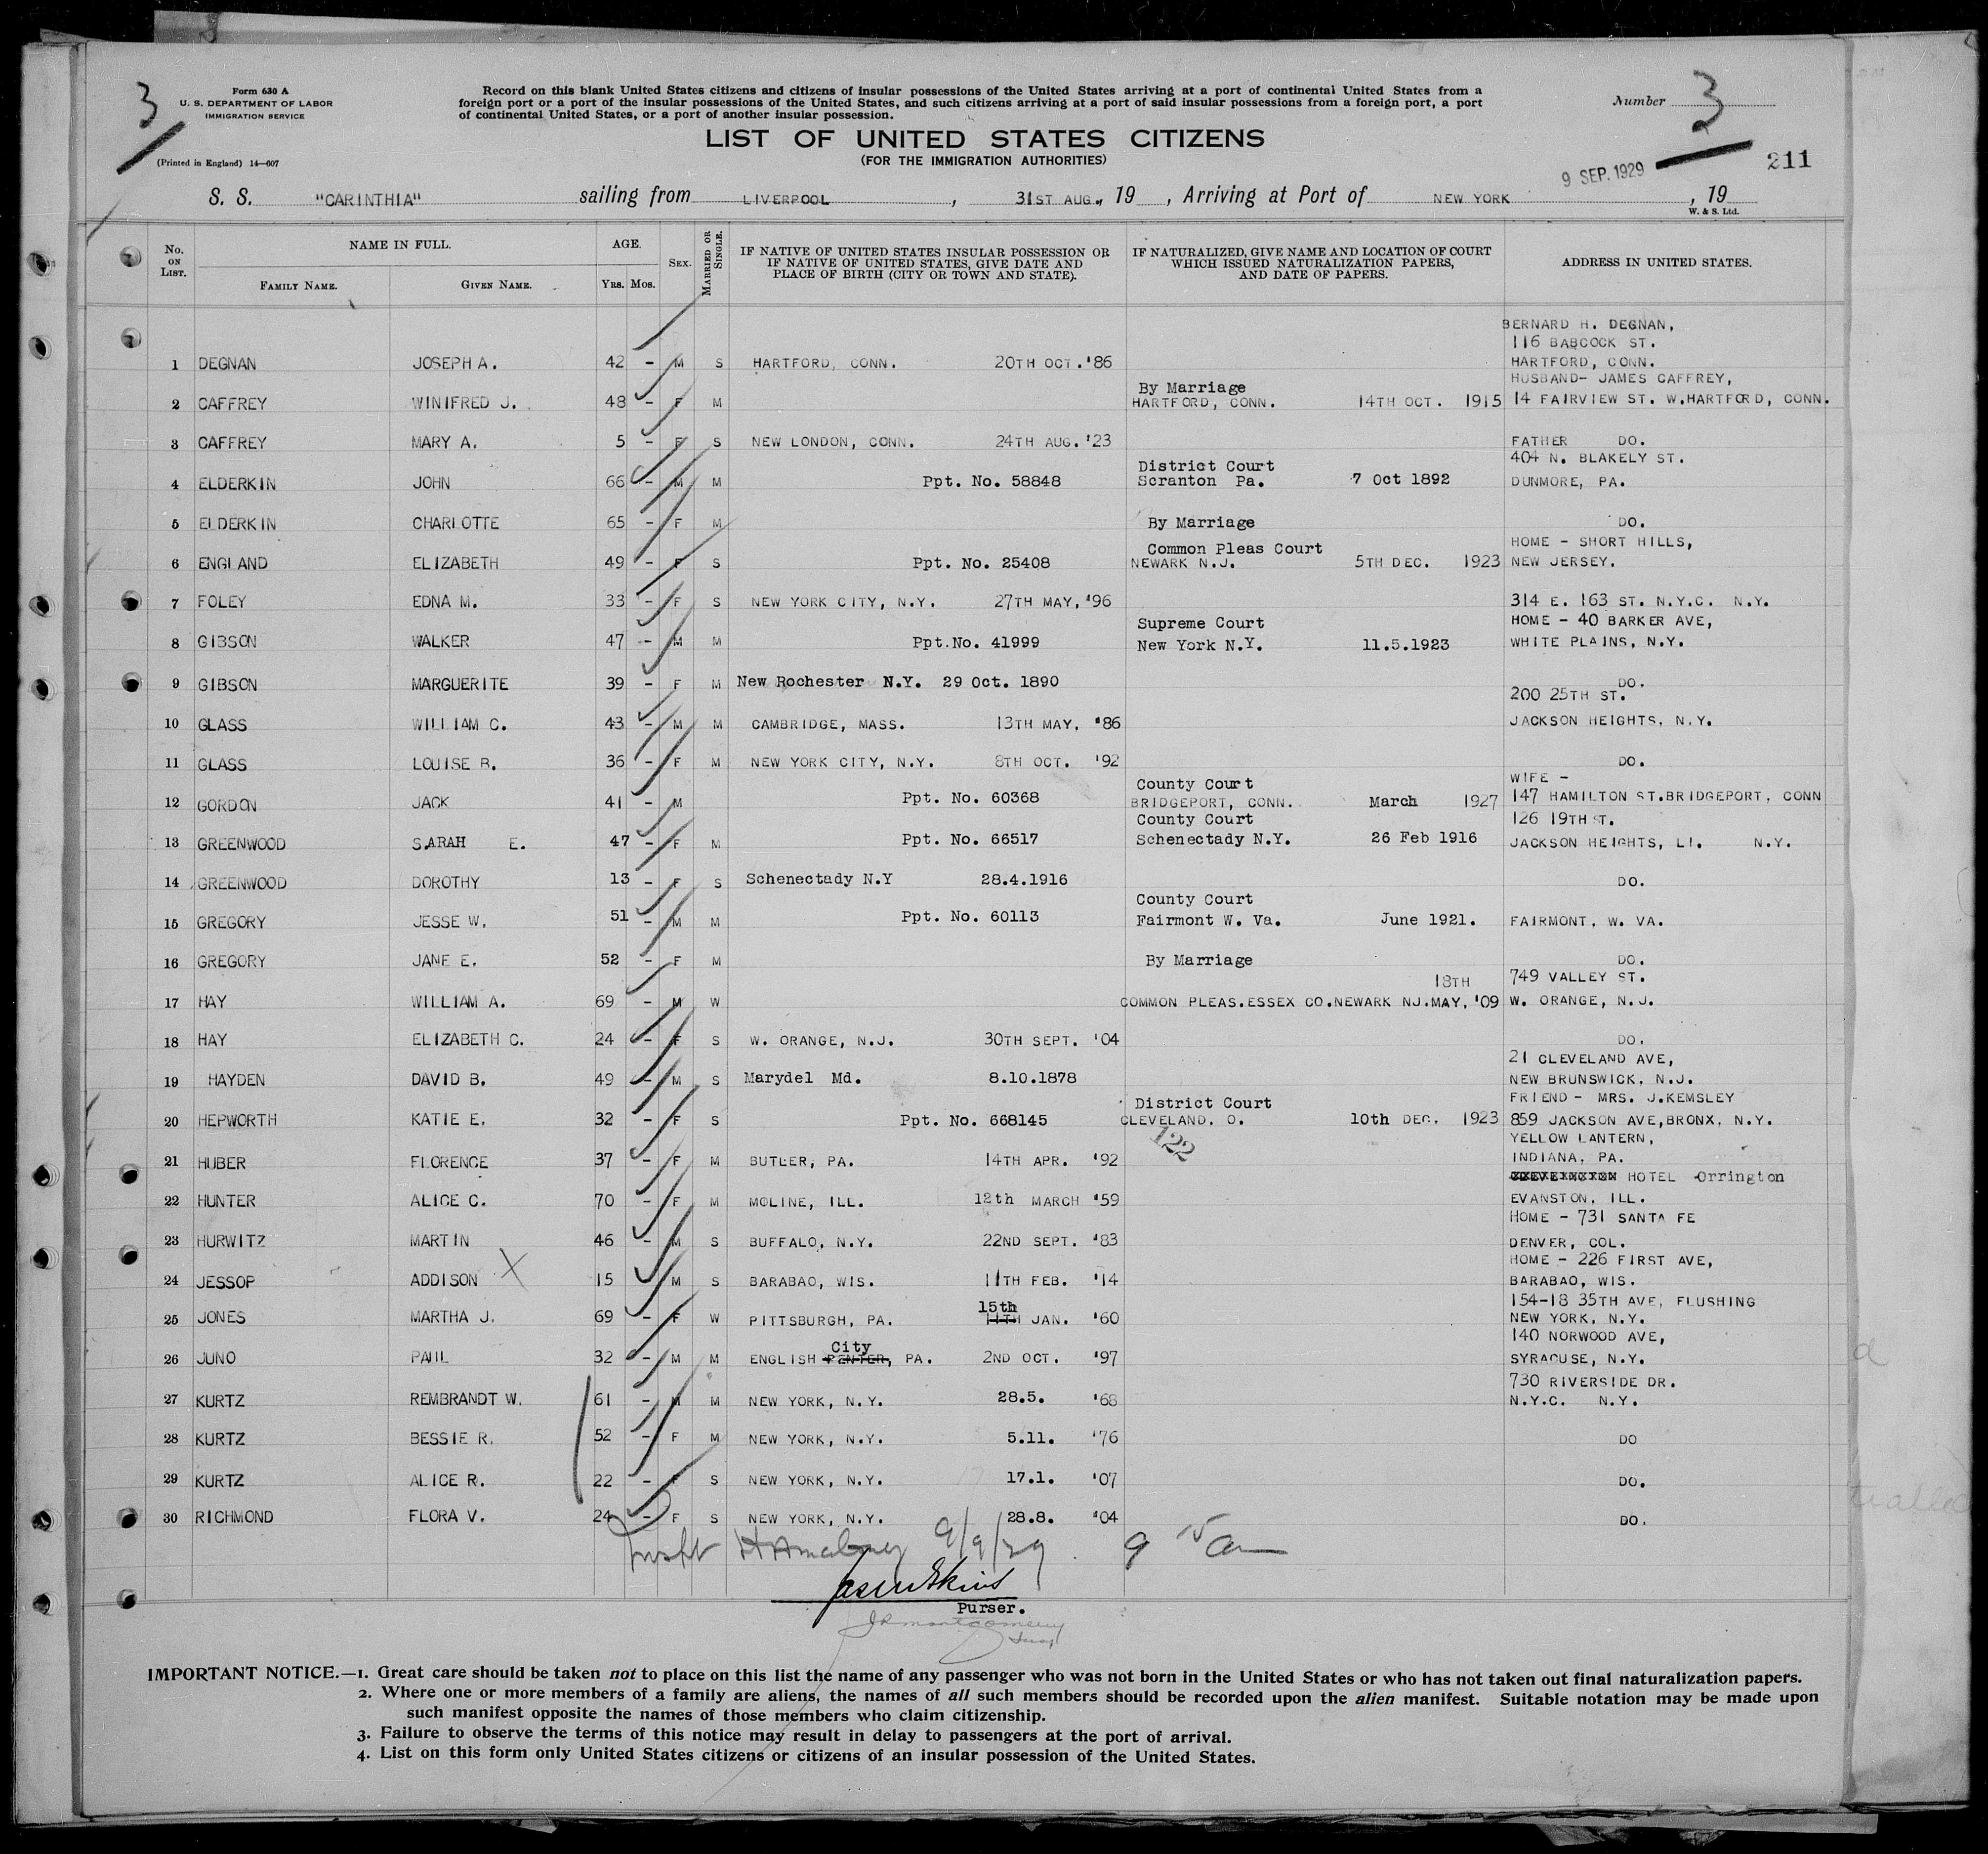 3
Form 630 A
U. S. DEPARTMENT OF LABOR
IMMIGRATION SERVICE
(Printed in England) 14—607
Record on this blank United States citizens and citizens of insular possessions of the United States arriving at a port of continental United States from a
foreign port or a port of the insular possessions of the United States, and such citizens arriving at a port of said insular possessions from a foreign port, a port
of continental United States, or a port of another insular possession.
Number 3
LIST OF UNITED STATES CITIZENS
(FOR THE IMMIGRATION AUTHORITIES)
9 SEP. 1929
211
S. S. "CARINTHIA" sailing from LIVERPOOL, 31ST AUG., 19 , Arriving at Port of NEW YORK , 19
W. & S. Ltd.
No. ON LIST. NAME IN FULL. FAMILY NAME. GIVEN NAME. AGE. YRS. MOS. SEX. MARRIED OR SINGLE. IF NATIVE OF UNITED STATES INSULAR POSSESSION OR IF NATIVE OF UNITED STATES, GIVE DATE AND PLACE OF BIRTH (CITY OR TOWN AND STATE). IF NATURALIZED, GIVE NAME AND LOCATION OF COURT WHICH ISSUED NATURALIZATION PAPERS, AND DATE OF PAPERS. ADDRESS IN UNITED STATES.
BERNARD H. DEGNAN,
116 BABCOCK ST.
1 DEGNAN JOSEPH A. 42 - M S HARTFORD, CONN. 20TH OCT. '86 HARTFORD, CONN.
By Marriage HUSBAND- JAMES CAFFREY,
2 CAFFREY WINIFRED J. 48 - F M HARTFORD, CONN. 14TH OCT. 1915 14 FAIRVIEW ST. W.HARTFORD, CONN.
3 CAFFREY MARY A. 5 - F S NEW LONDON, CONN. 24TH AUG. '23 FATHER DO.
District Court 404 N. BLAKELY ST.
4 ELDERKIN JOHN 66 - M M Ppt. No. 58848 Scranton Pa. 7 Oct 1892 DUNMORE, PA.
5 ELDERKIN CHARLOTTE 65 - F M By Marriage DO.
Common Pleas Court HOME - SHORT HILLS,
6 ENGLAND ELIZABETH 49 - F S Ppt. No. 25408 NEWARK N.J. 5TH DEC. 1923 NEW JERSEY.
7 FOLEY EDNA M. 33 - F S NEW YORK CITY, N.Y. 27TH MAY, '96 314 E. 163 ST. N.Y.C. N.Y.
Supreme Court HOME - 40 BARKER AVE,
8 GIBSON WALKER 47 - M M Ppt.No. 41999 New York N.Y. 11.5.1923 WHITE PLAINS, N.Y.
9 GIBSON MARGUERITE 39 - F M New Rochester N.Y. 29 Oct. 1890 DO.
200 25TH ST.
10 GLASS WILLIAM C. 43 - M M CAMBRIDGE, MASS. 13TH MAY, '86 JACKSON HEIGHTS, N.Y.
11 GLASS LOUISE B. 36 - F M NEW YORK CITY, N.Y. 8TH OCT. '92 DO.
County Court WIFE -
12 GORDON JACK 41 - M Ppt. No. 60368 BRIDGEPORT, CONN. March 1927 147 HAMILTON ST.BRIDGEPORT, CONN
County Court 126 19TH ST.
13 GREENWOOD SARAH E. 47 - F M Ppt. No. 66517 Schenectady N.Y. 26 Feb 1916 JACKSON HEIGHTS, LI. N.Y.
14 GREENWOOD DOROTHY 13 - F S Schenectady N.Y 28.4.1916 DO.
County Court
15 GREGORY JESSE W. 51 - M M Ppt. No. 60113 Fairmont W. Va. June 1921. FAIRMONT, W. VA.
16 GREGORY JANE E. 52 - F M By Marriage DO.
18TH 749 VALLEY ST.
17 HAY WILLIAM A. 69 - M W COMMON PLEAS.ESSEX CO.NEWARK NJ.MAY, '09 W. ORANGE, N.J.
18 HAY ELIZABETH C. 24 - F S W. ORANGE, N.J. 30TH SEPT. '04 DO.
21 CLEVELAND AVE,
19 HAYDEN DAVID B. 49 - M S Marydel Md. 8.10.1878 NEW BRUNSWICK, N.J.
District Court FRIEND - MRS. J.KEMSLEY
20 HEPWORTH KATIE E. 32 - F S Ppt. No. 668145 CLEVELAND, O. 10th DEC. 1923 859 JACKSON AVE,BRONX, N.Y.
122 YELLOW LANTERN,
21 HUBER FLORENCE 37 - F M BUTLER, PA. 14TH APR. '92 INDIANA, PA.
HOTEL Orrington
22 HUNTER ALICE C. 70 - F M MOLINE, ILL. 12th MARCH '59 EVANSTON, ILL.
HOME - 731 SANTA FE
23 HURWITZ MARTIN 46 - M S BUFFALO, N.Y. 22ND SEPT. '83 DENVER, COL.
HOME - 226 FIRST AVE,
24 JESSOP ADDISON X 15 M S BARABAO, WIS. 11TH FEB. '14 BARABAO, WIS.
15th 154-18 35TH AVE, FLUSHING
25 JONES MARTHA J. 69 - F W PITTSBURGH, PA. 11TH JAN. '60 NEW YORK, N.Y.
City 140 NORWOOD AVE,
26 JUNO PAUL 32 - M M ENGLISH CENTER, PA. 2ND OCT. '97 SYRACUSE, N.Y.
730 RIVERSIDE DR.
27 KURTZ REMBRANDT W. 61 - M M NEW YORK, N.Y. 28.5. '68 N.Y.C. N.Y.
28 KURTZ BESSIE R. 52 - F M NEW YORK, N.Y. 5.11. '76 DO
29 KURTZ ALICE R. 22 - F S NEW YORK, N.Y. 17.1. '07 DO.
30 RICHMOND FLORA V. 24 - F S NEW YORK, N.Y. 28.8. '04 DO.
9/9/29
Purser.
IMPORTANT NOTICE.—1. Great care should be taken not to place on this list the name of any passenger who was not born in the United States or who has not taken out final naturalization papers.
2. Where one or more members of a family are aliens, the names of all such members should be recorded upon the alien manifest. Suitable notation may be made upon
such manifest opposite the names of those members who claim citizenship.
3. Failure to observe the terms of this notice may result in delay to passengers at the port of arrival.
4. List on this form only United States citizens or citizens of an insular possession of the United States.